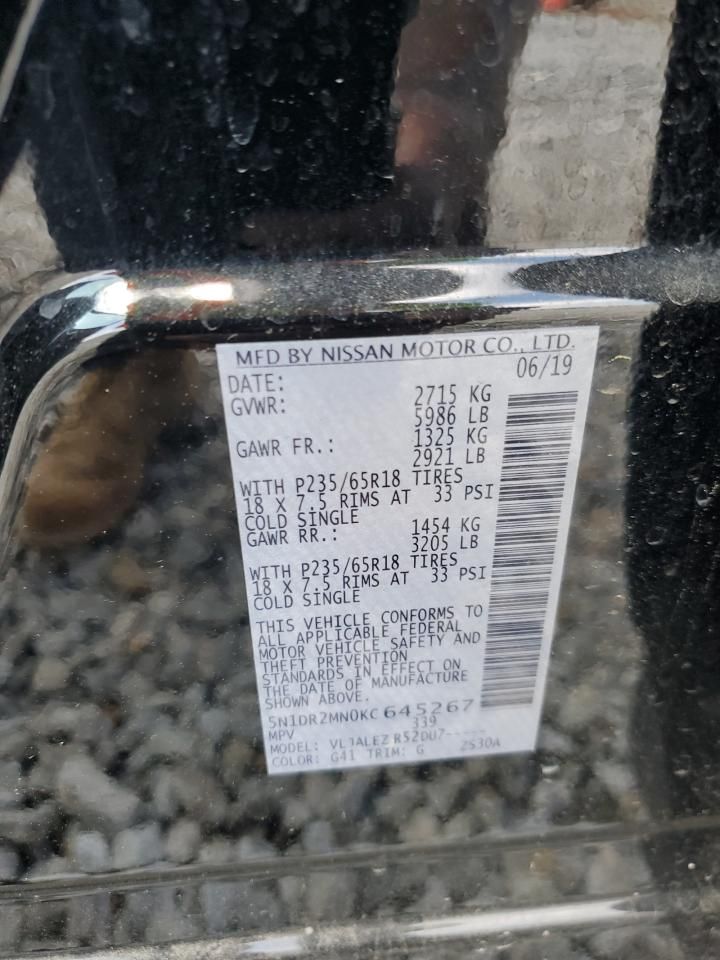 MFD BY NISSAN MOTOR CO., LTD.
DATE: 06/19
GVWR: 2715 KG
5986 LB
GAWR FR.: 1325 KG
2921 LB
WITH P235/65R18 TIRES
18 X 7.5 RIMS AT 33 PSI
COLD SINGLE
GAWR RR.: 1454 KG
3205 LB
WITH P235/65R18 TIRES
18 X 7.5 RIMS AT 33 PSI
COLD SINGLE
THIS VEHICLE CONFORMS TO
ALL APPLICABLE FEDERAL
MOTOR VEHICLE SAFETY AND
THEFT PREVENTION
STANDARDS IN EFFECT ON
THE DATE OF MANUFACTURE
SHOWN ABOVE.
5N1DR2MN0KC645267
MPV 339
MODEL: R52DU7-----
COLOR: G41 TRIM: G 2S30A